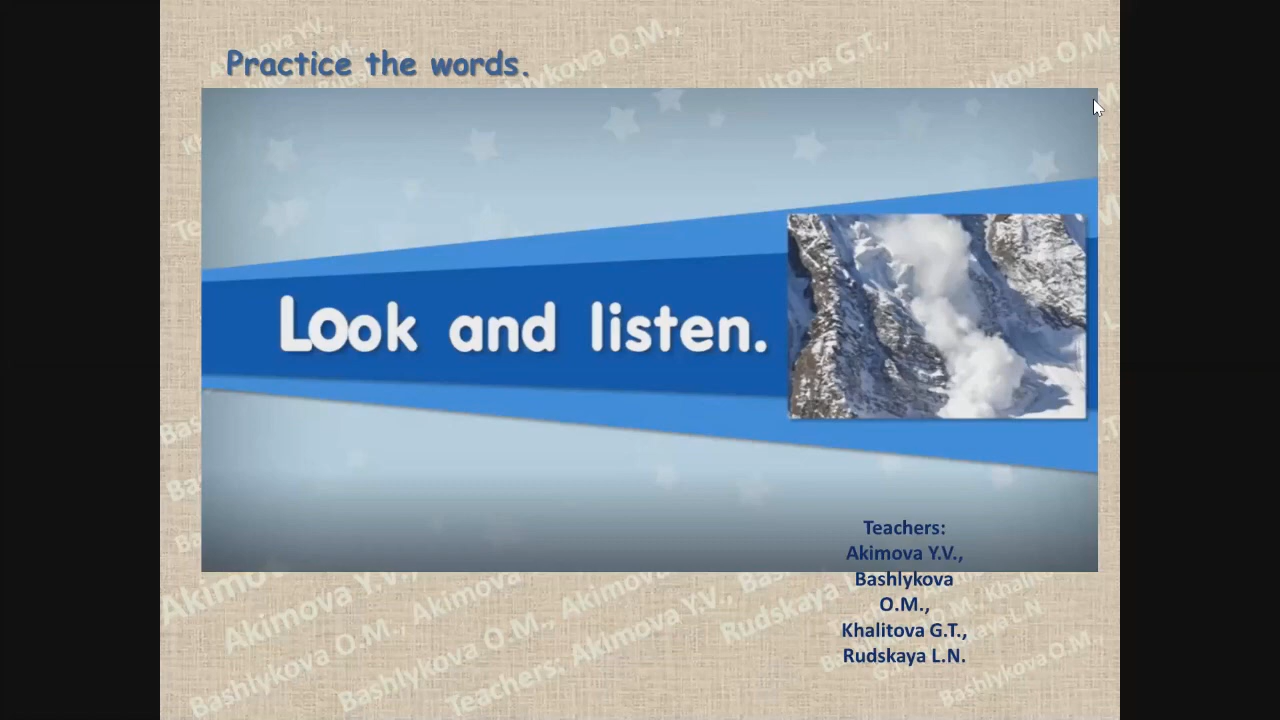 Practice the words.
Look and listen.
Teachers:
Akimova Y.V.,
Bashlykova
O.M.,
Khalitova G.T.,
Rudskaya L.N.